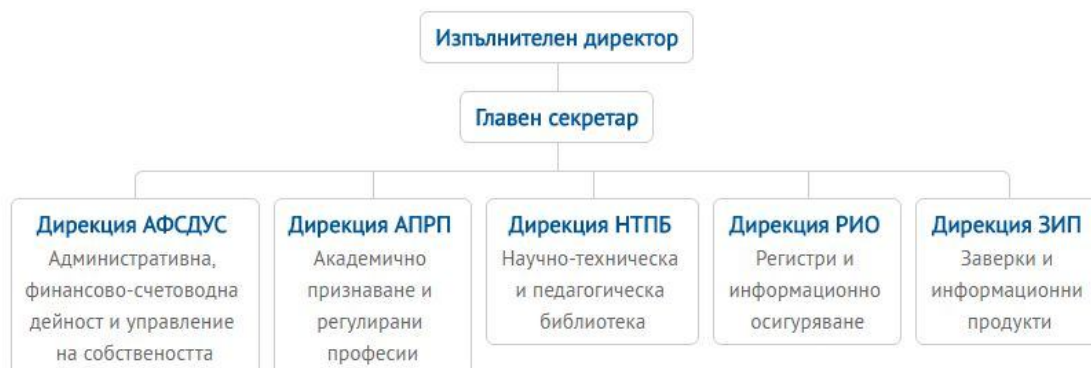 Изпълнителен директор
Главен секретар
Дирекция АФСДУС
Административна,
финансово-счетоводна
дейност и управление
на собствеността
Дирекция АПРП
Академично
признаване и
регулирани
професии
Дирекция НТПБ
Научно-техническа
и педагогическа
библиотека
Дирекция РИО
Регистри и
информационно
осигуряване
Дирекция ЗИП
Заверки и
информационни
продукти